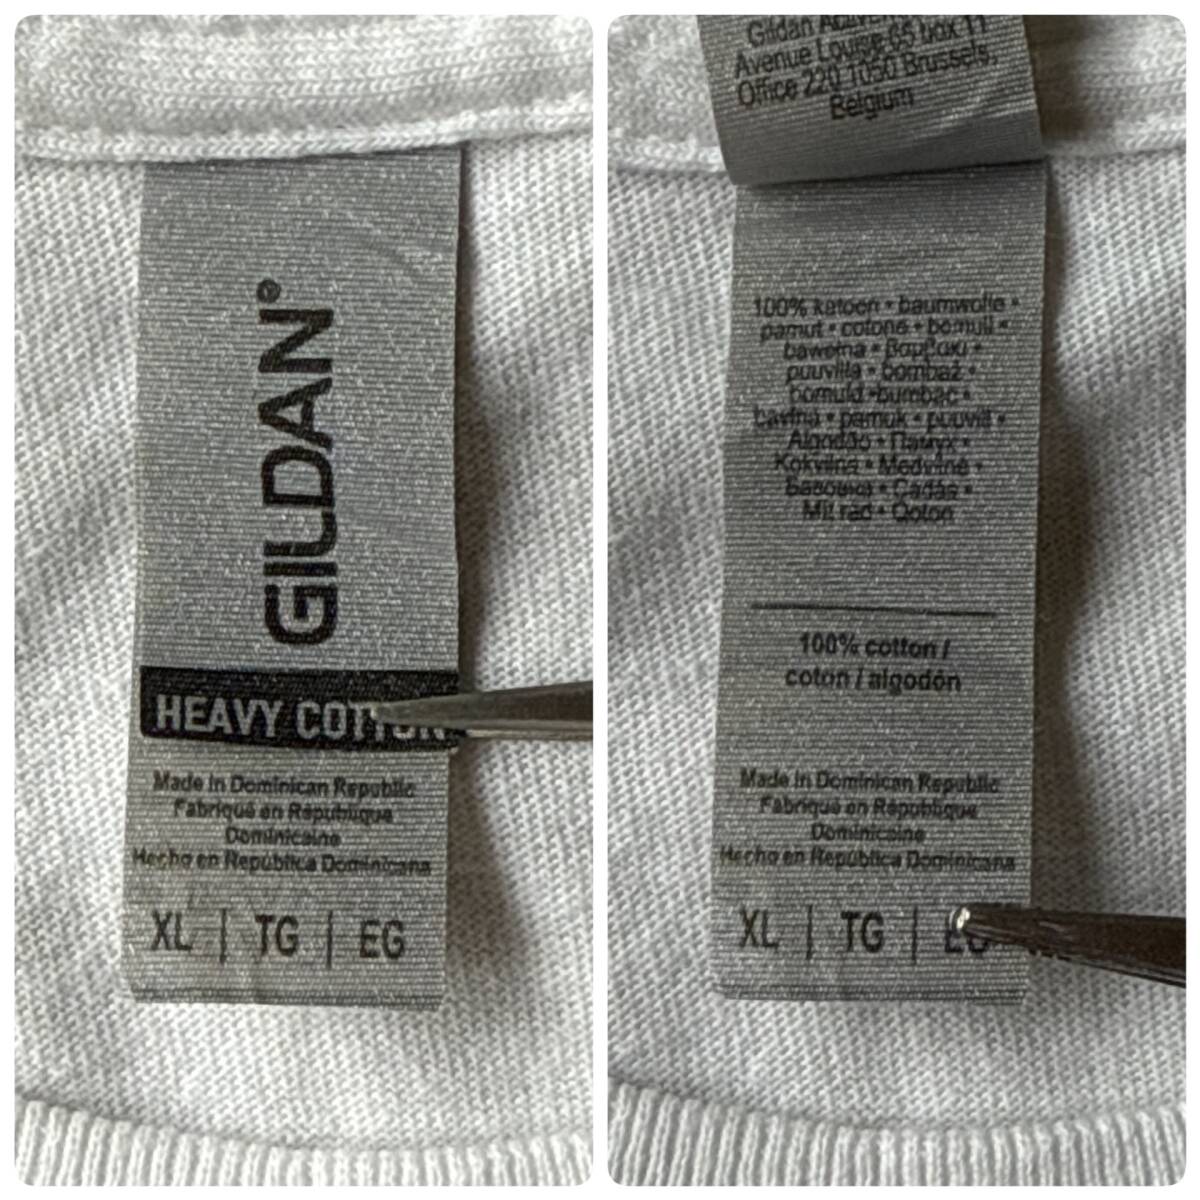 GILDAN®
HEAVY COTTON
Made in Dominican Republic
Fabriqué en République
Dominicaine
Hecho en República Dominicana
XL | TG | EG
Gildan
Avenue Louise 65 box 11
Office 220 1050 Brussels,
Belgium
100% katoen • baumwolle •
pamut • cotone • bomull •
bawełna • βαμβάκι •
puuvilla • bombaž •
bomuld •bumbac •
bavlna • pamuk • puuvill •
Algodão • Памук •
Kokvilna • Medvilnė •
Бавовна • Cadás •
Mit rad • Qoton
100% cotton /
coton / algodón
Made in Dominican Republic
Fabriqué en République
Dominicaine
Hecho en República Dominicana
XL | TG | EG